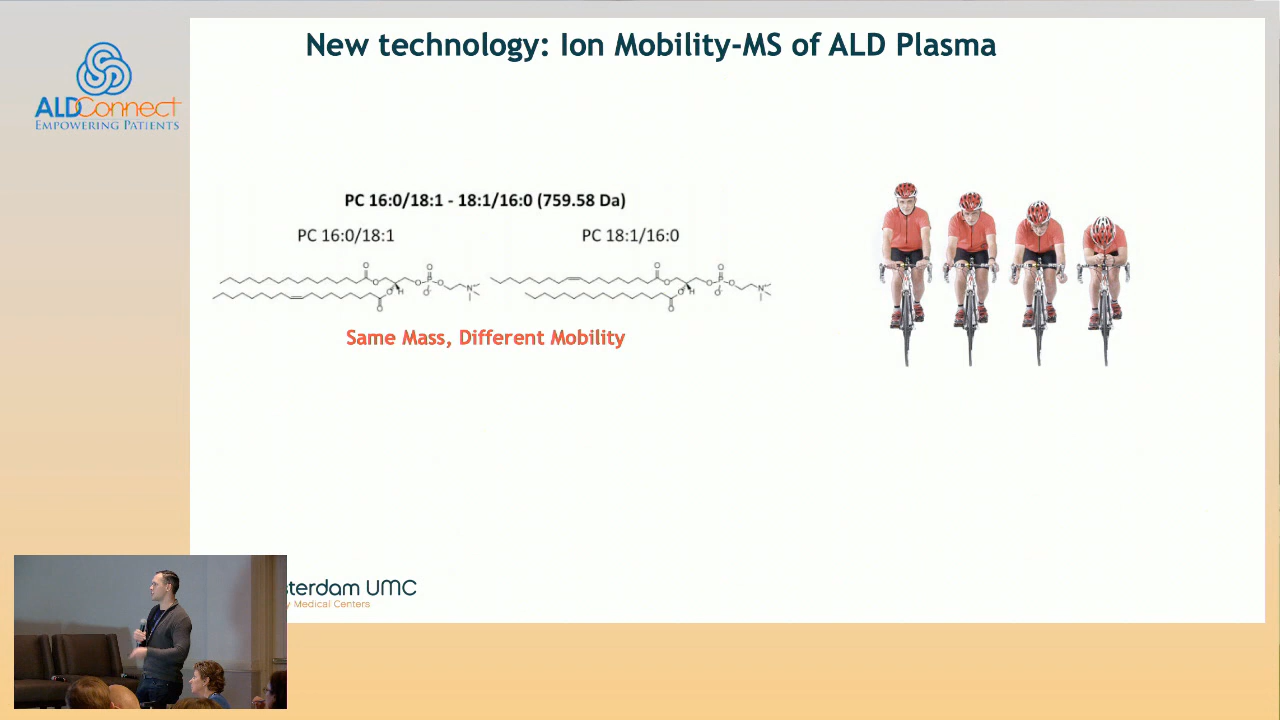 New technology: Ion Mobility-MS of ALD Plasma
ALDConnect
EMPOWERING PATIENTS
PC 16:0/18:1 - 18:1/16:0 (759.58 Da)
PC 16:0/18:1
PC 18:1/16:0
O
O
P
O
O
O
O
N
H
O
O
O
P
O
O
O
O
N
H
O
Same Mass, Different Mobility
sterdam UMC
y Medical Centers